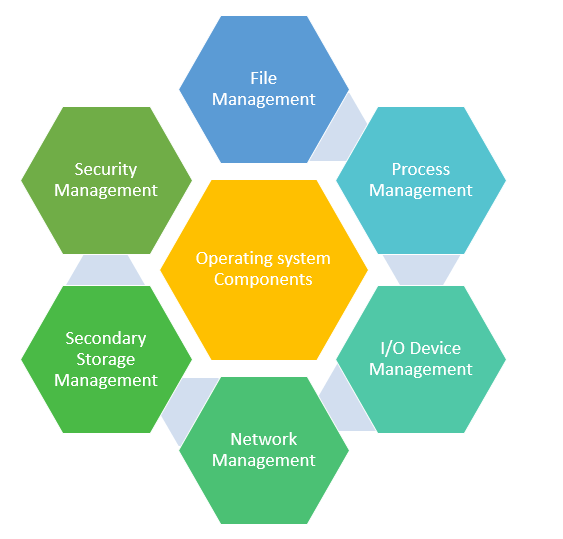 File
Management
Process
Management
I/O Device
Management
Network
Management
Secondary
Storage
Management
Security
Management
Operating system
Components